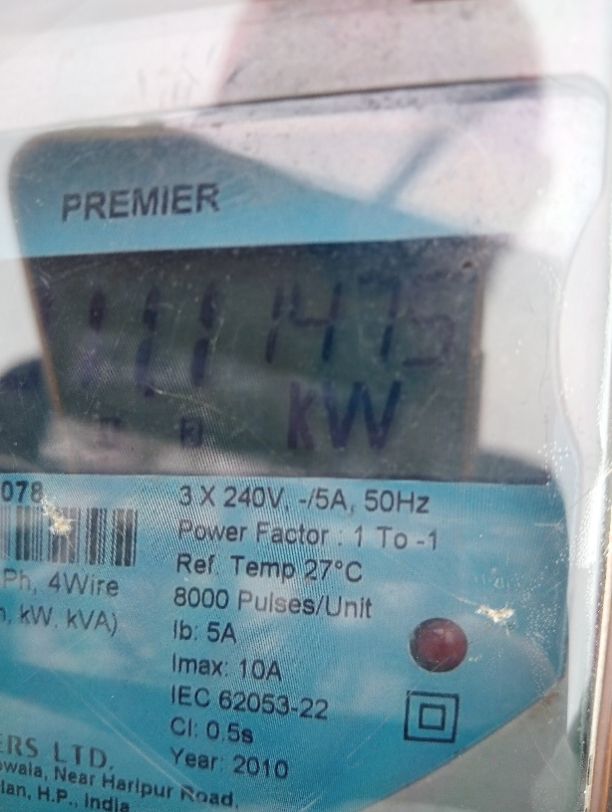 PREMIER
1475
kW
078
3 X 240V, -/5A, 50Hz
Power Factor : 1 To -1
Ref. Temp 27°C
Ph, 4Wire
8000 Pulses/Unit
, kW, kVA)
Ib: 5A
Imax: 10A
IEC 62053-22
Cl: 0.5s
Year: 2010
ERS LTD.
owala, Near Haripur Road,
lan, H.P., India